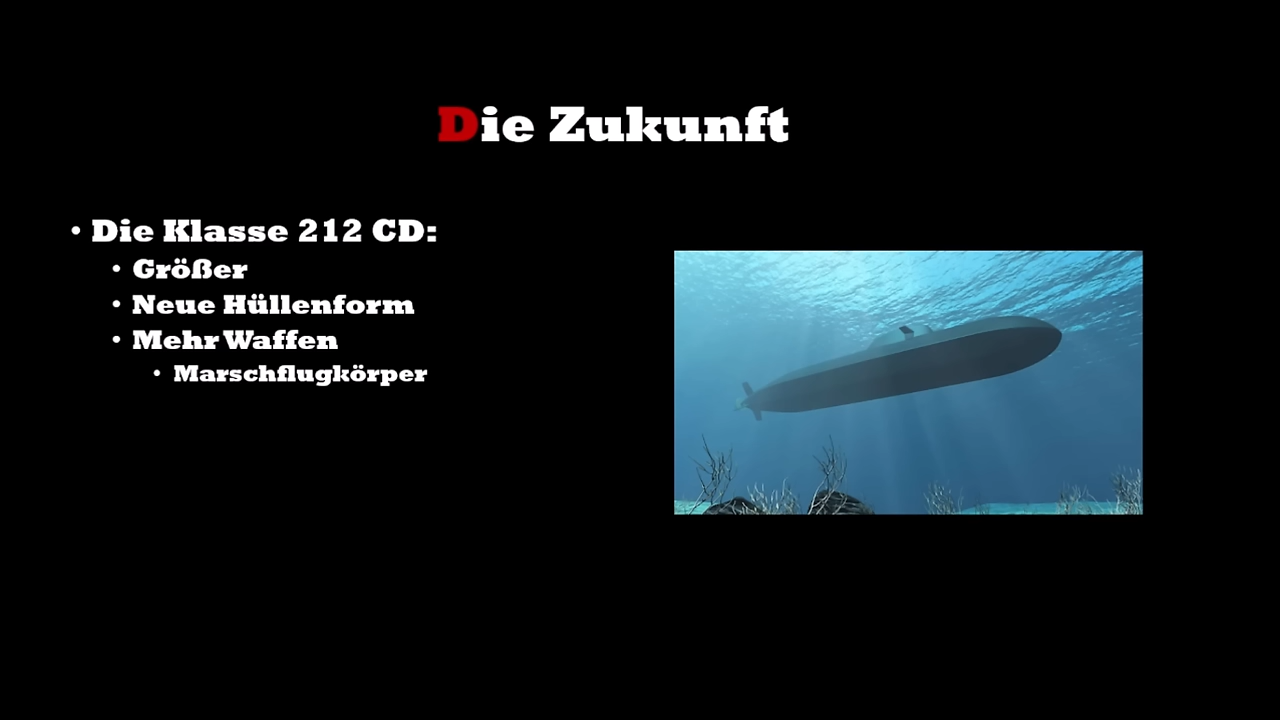 Die Zukunft
• Die Klasse 212 CD:
• Größer
• Neue Hüllenform
• Mehr Waffen
• Marschflugkörper